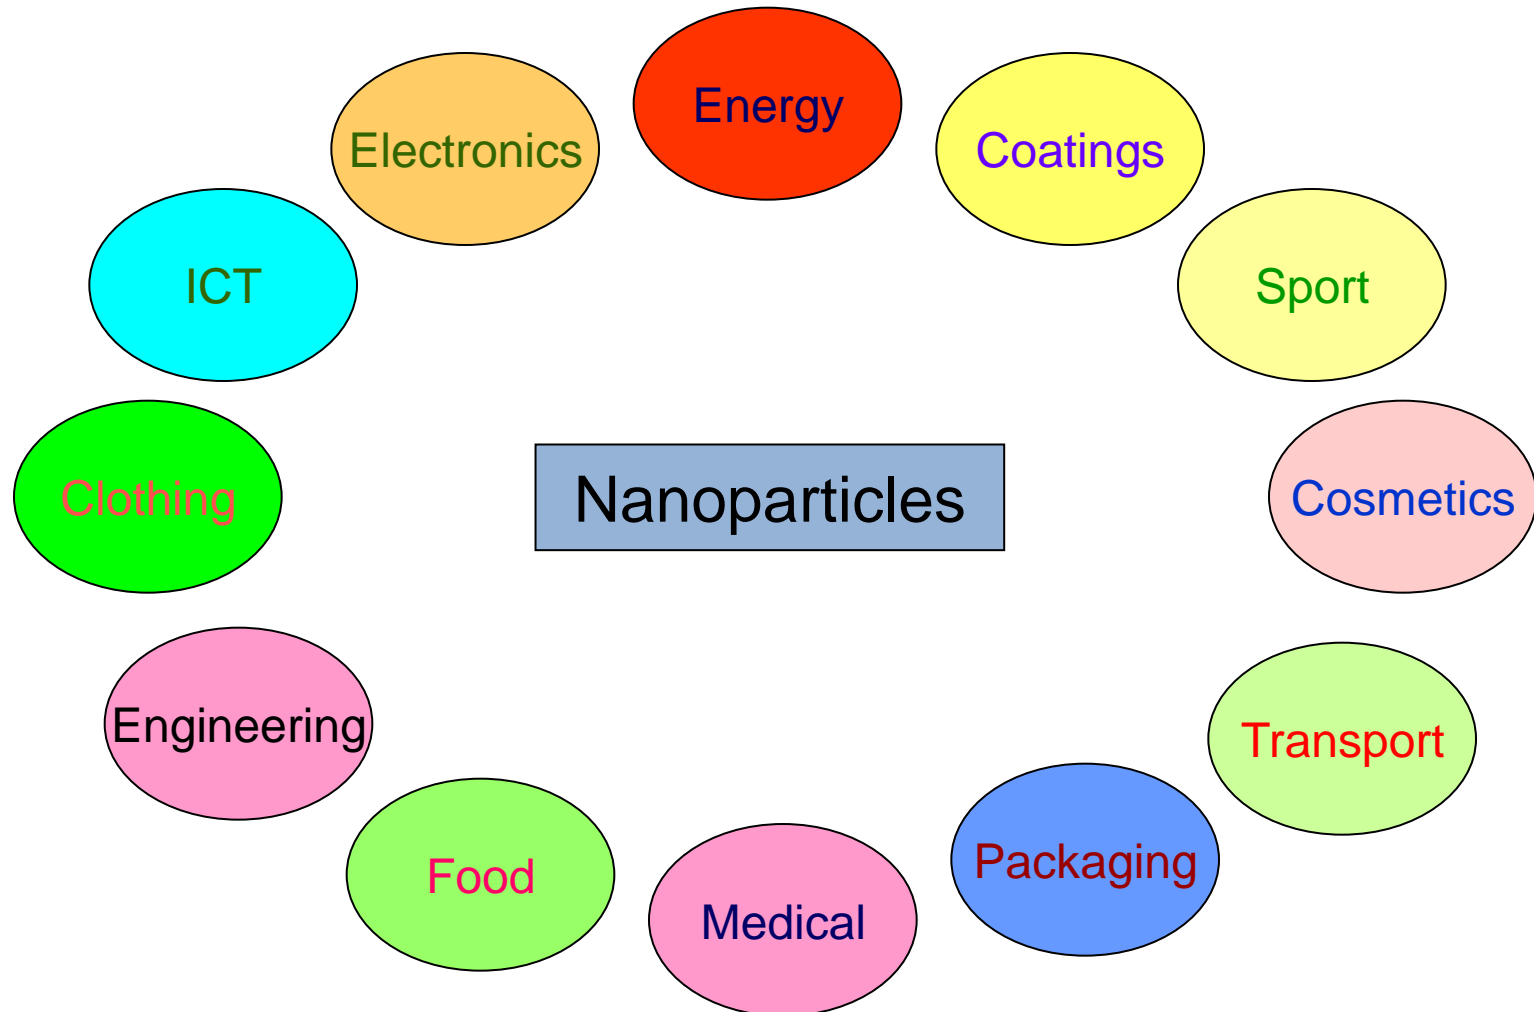 Energy
Electronics
Coatings
ICT
Sport
Clothing
Nanoparticles
Cosmetics
Engineering
Transport
Food
Packaging
Medical